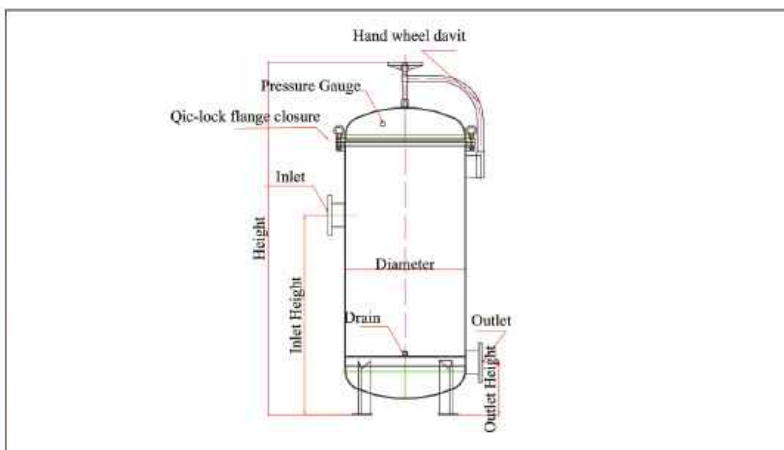 Hand wheel davit
Pressure Gauge
Qic-lock flange closure
Inlet
Height
Diameter
Inlet Height
Drain
Outlet
Outlet Height